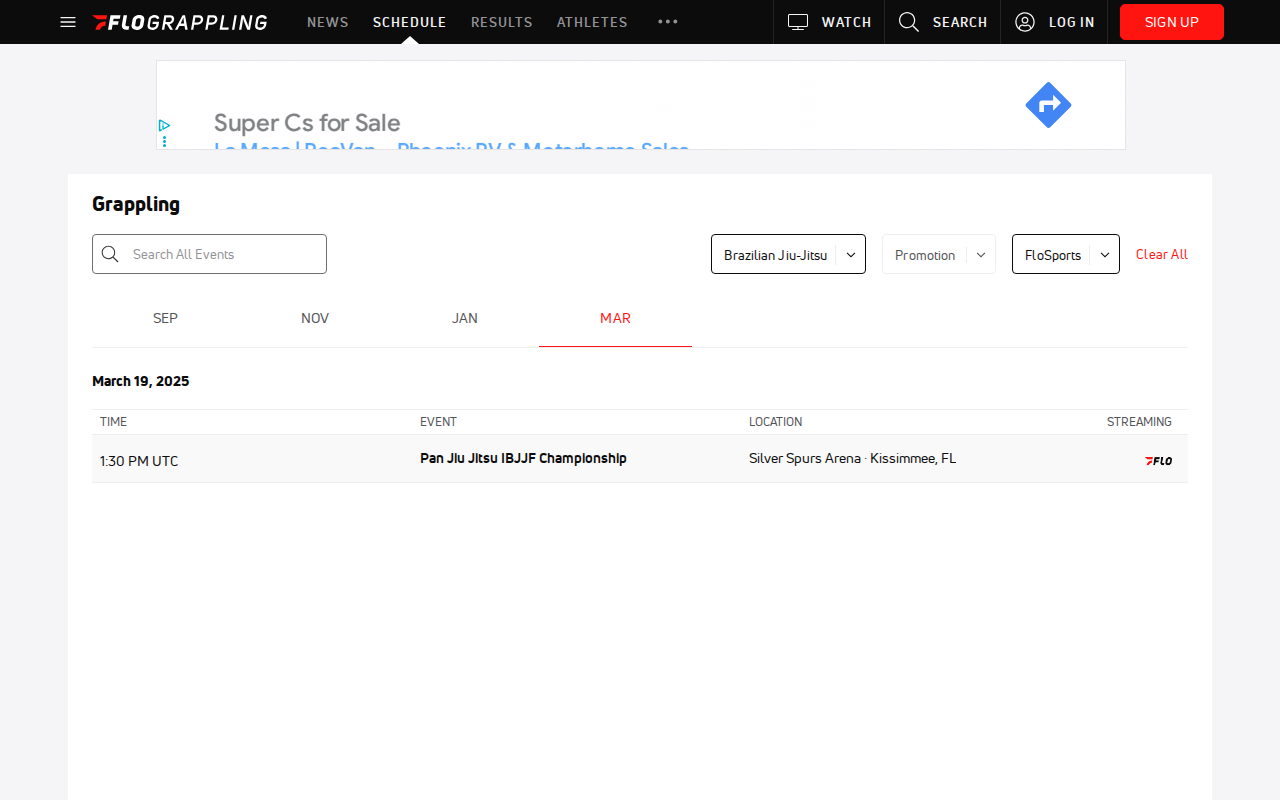 FLOGRAPPLING NEWS SCHEDULE RESULTS ATHLETES WATCH SEARCH LOG IN SIGN UP
Super Cs for Sale
Grappling
Search All Events
Brazilian Jiu-Jitsu
Promotion
FloSports
Clear All
SEP NOV JAN MAR
March 19, 2025
TIME EVENT LOCATION STREAMING
1:30 PM UTC Pan Jiu Jitsu IBJJF Championship Silver Spurs Arena · Kissimmee, FL FLO